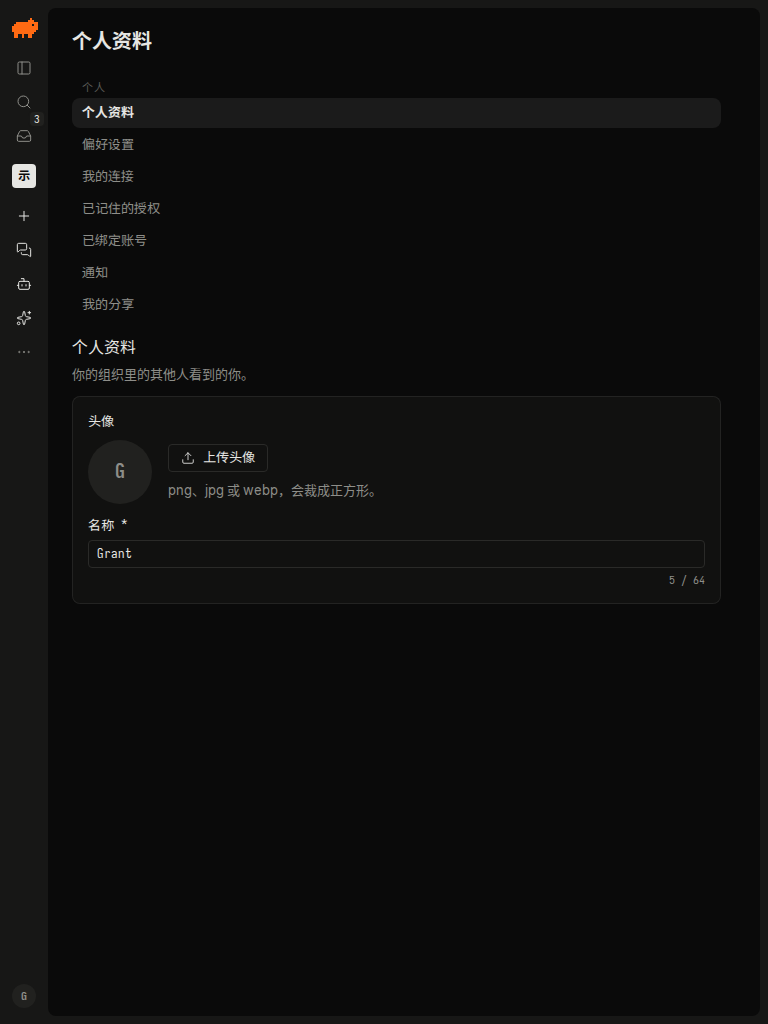 个人资料
个人
个人资料
偏好设置
我的连接
已记住的授权
已绑定账号
通知
我的分享
3
示
个人资料
你的组织里的其他人看到的你。
头像
G
上传头像
png、jpg 或 webp，会裁成正方形。
名称 *
Grant
5 / 64
G